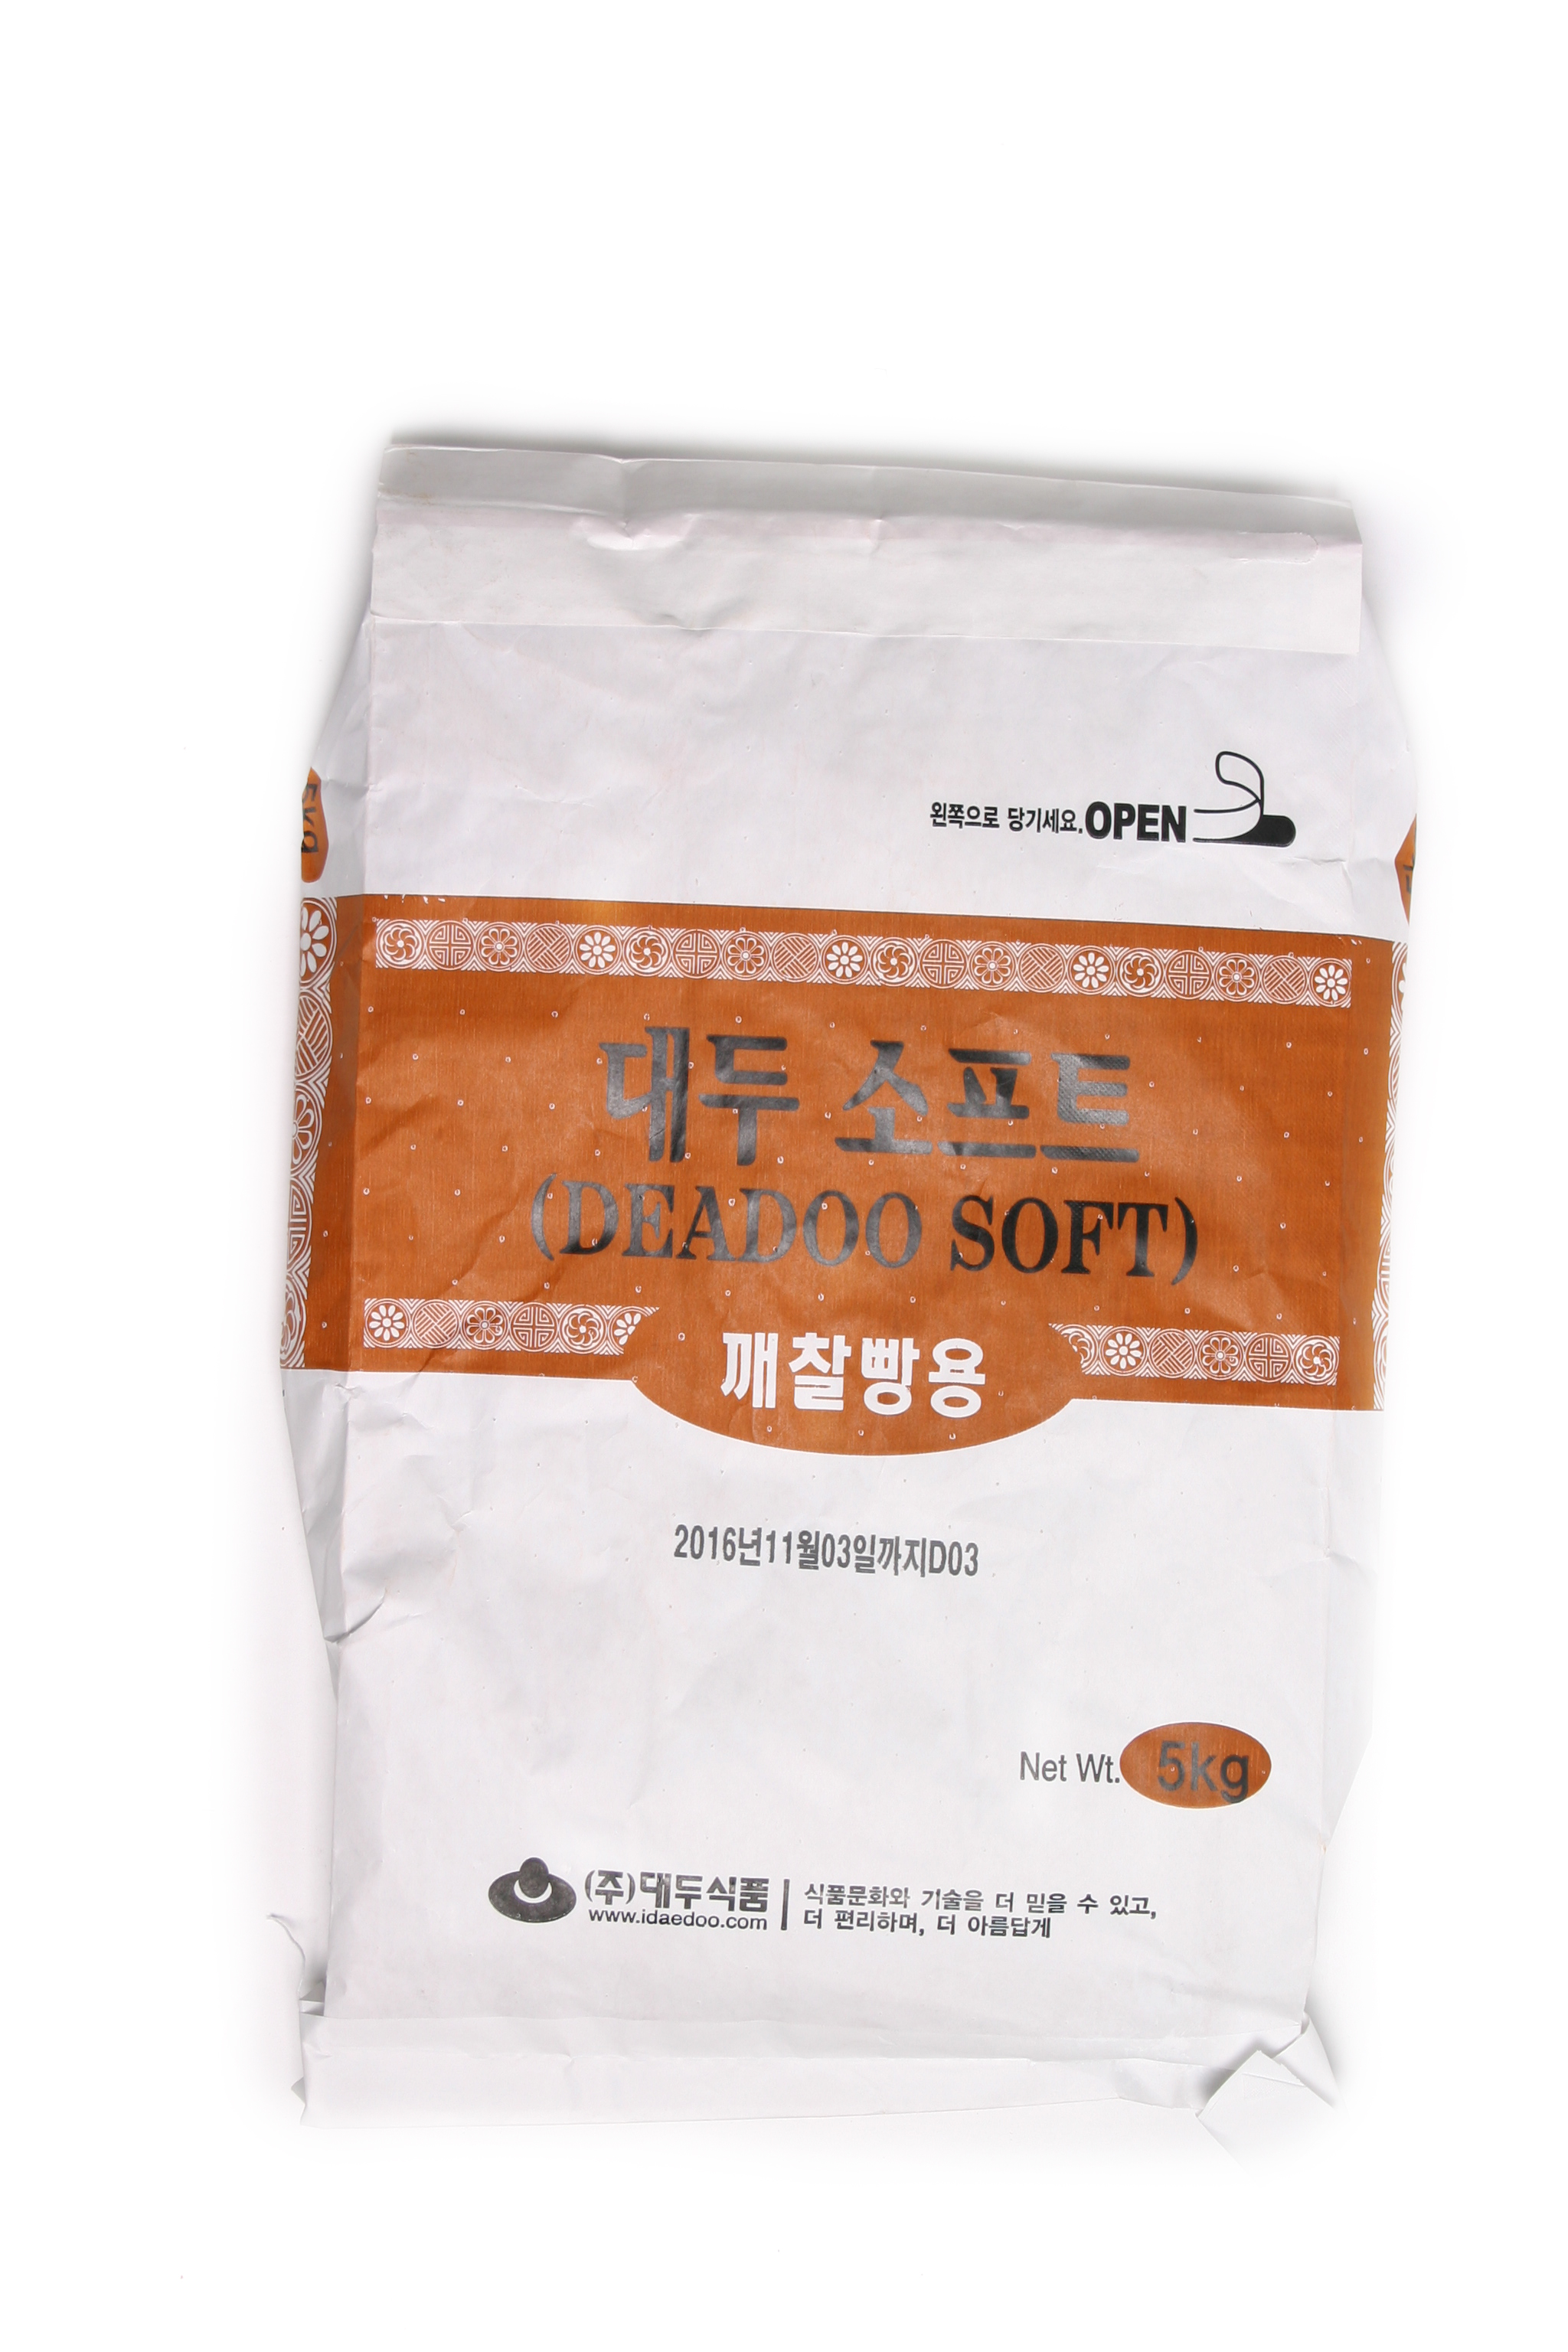 왼쪽으로 당기세요. OPEN
5kg
대두 소프트
(DEADOO SOFT)
깨찰빵용
2016년11월03일까지D03
Net Wt. 5kg
(주)대두식품
www.idaedoo.com
식품문화와 기술을 더 믿을 수 있고,
더 편리하며, 더 아름답게